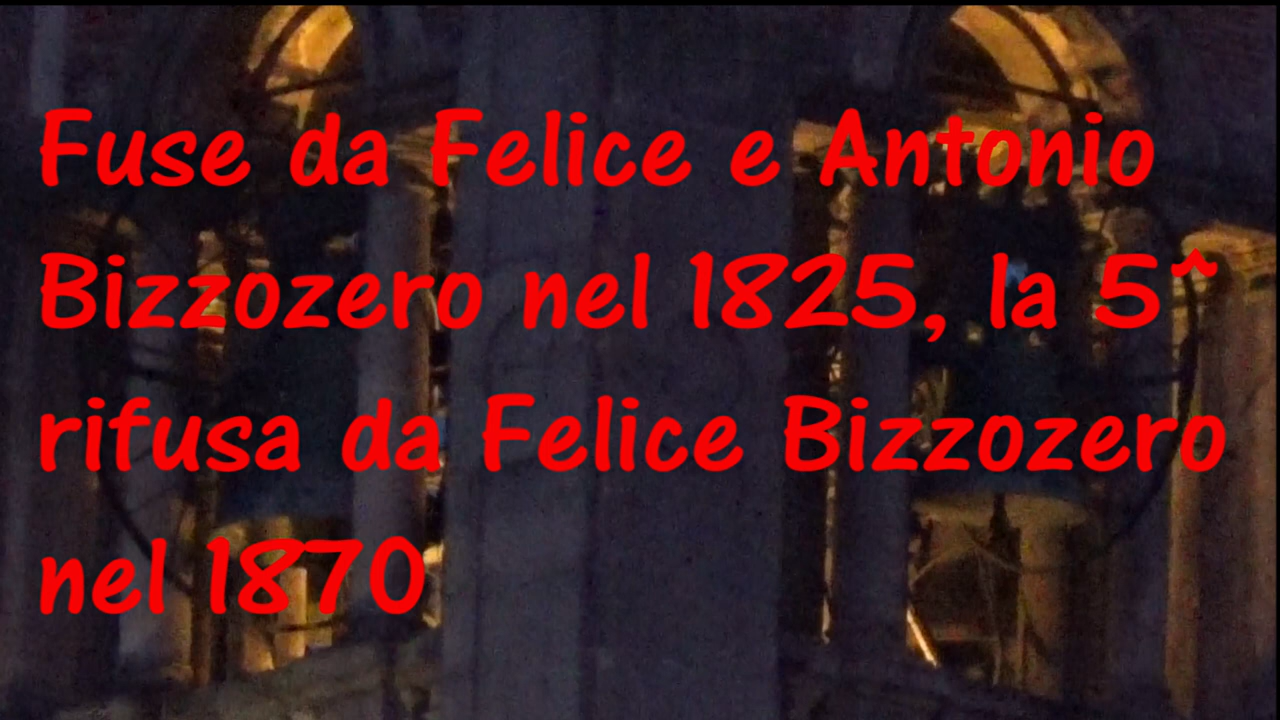 Fuse da Felice e Antonio
Bizzozero nel 1825, la 5^
rifusa da Felice Bizzozero
nel 1870